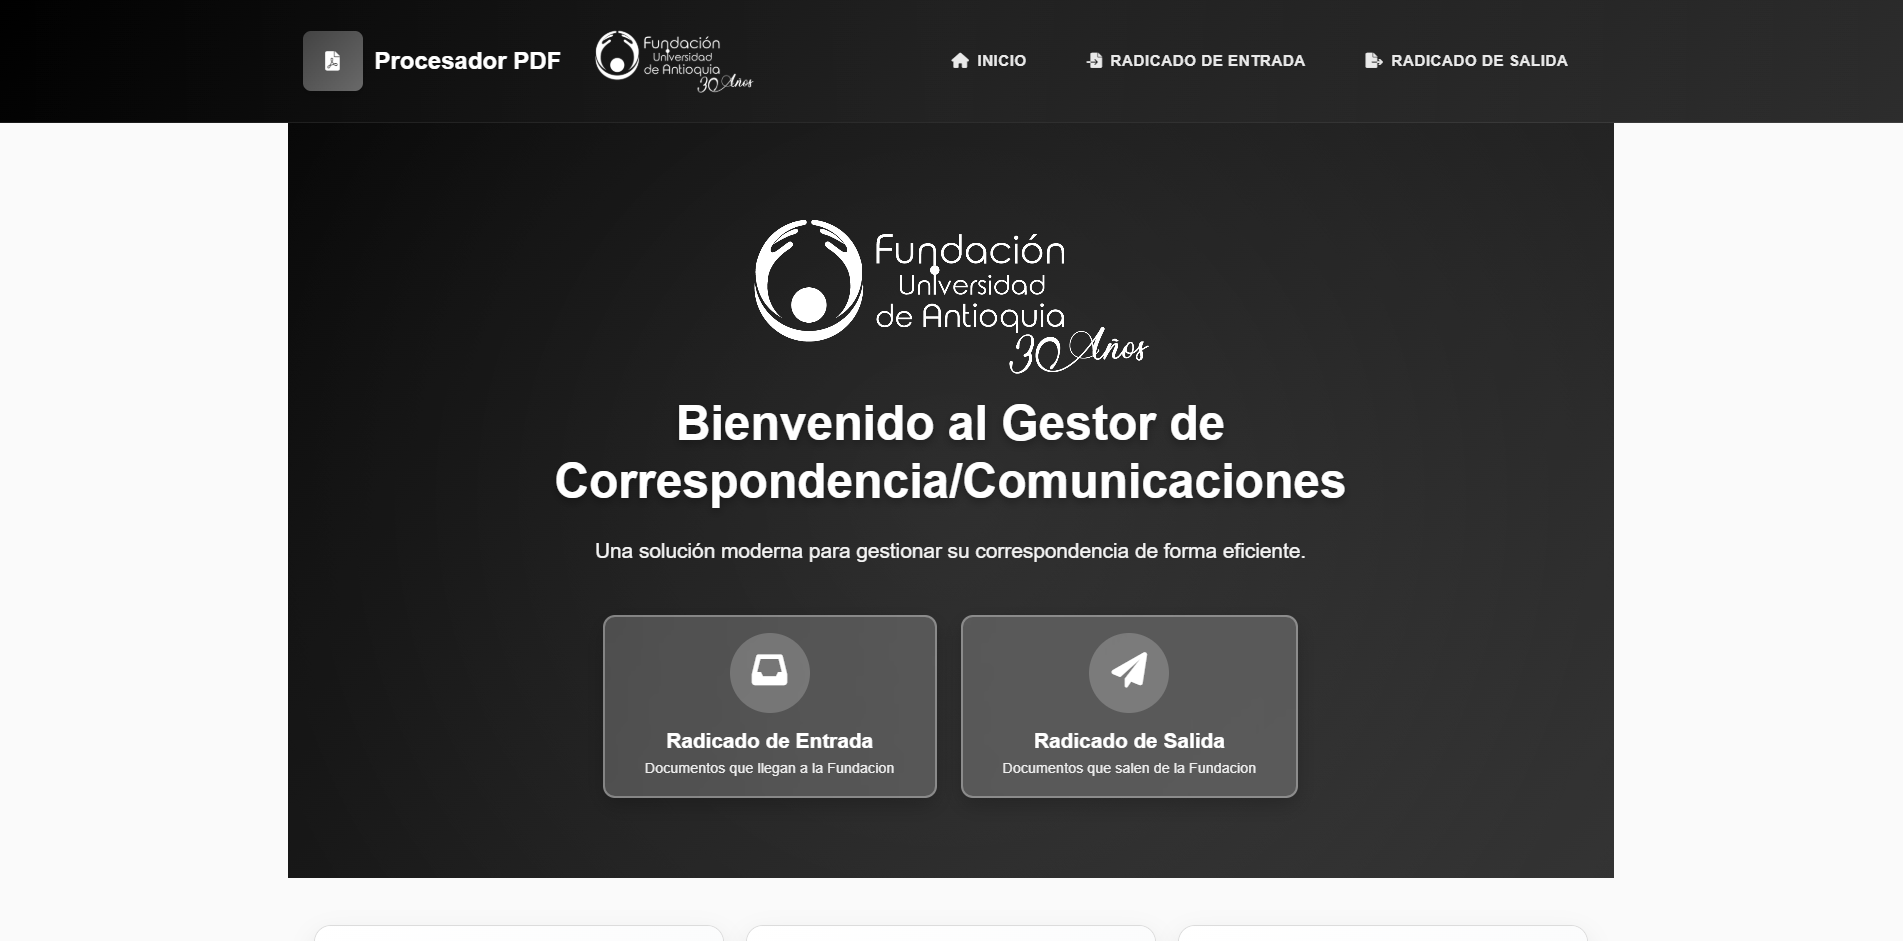 Procesador PDF
Fundación
Universidad
de Antioquia
30 Años
INICIO
RADICADO DE ENTRADA
RADICADO DE SALIDA
Fundación
Universidad
de Antioquia
30 Años
Bienvenido al Gestor de
Correspondencia/Comunicaciones
Una solución moderna para gestionar su correspondencia de forma eficiente.
Radicado de Entrada
Documentos que llegan a la Fundacion
Radicado de Salida
Documentos que salen de la Fundacion